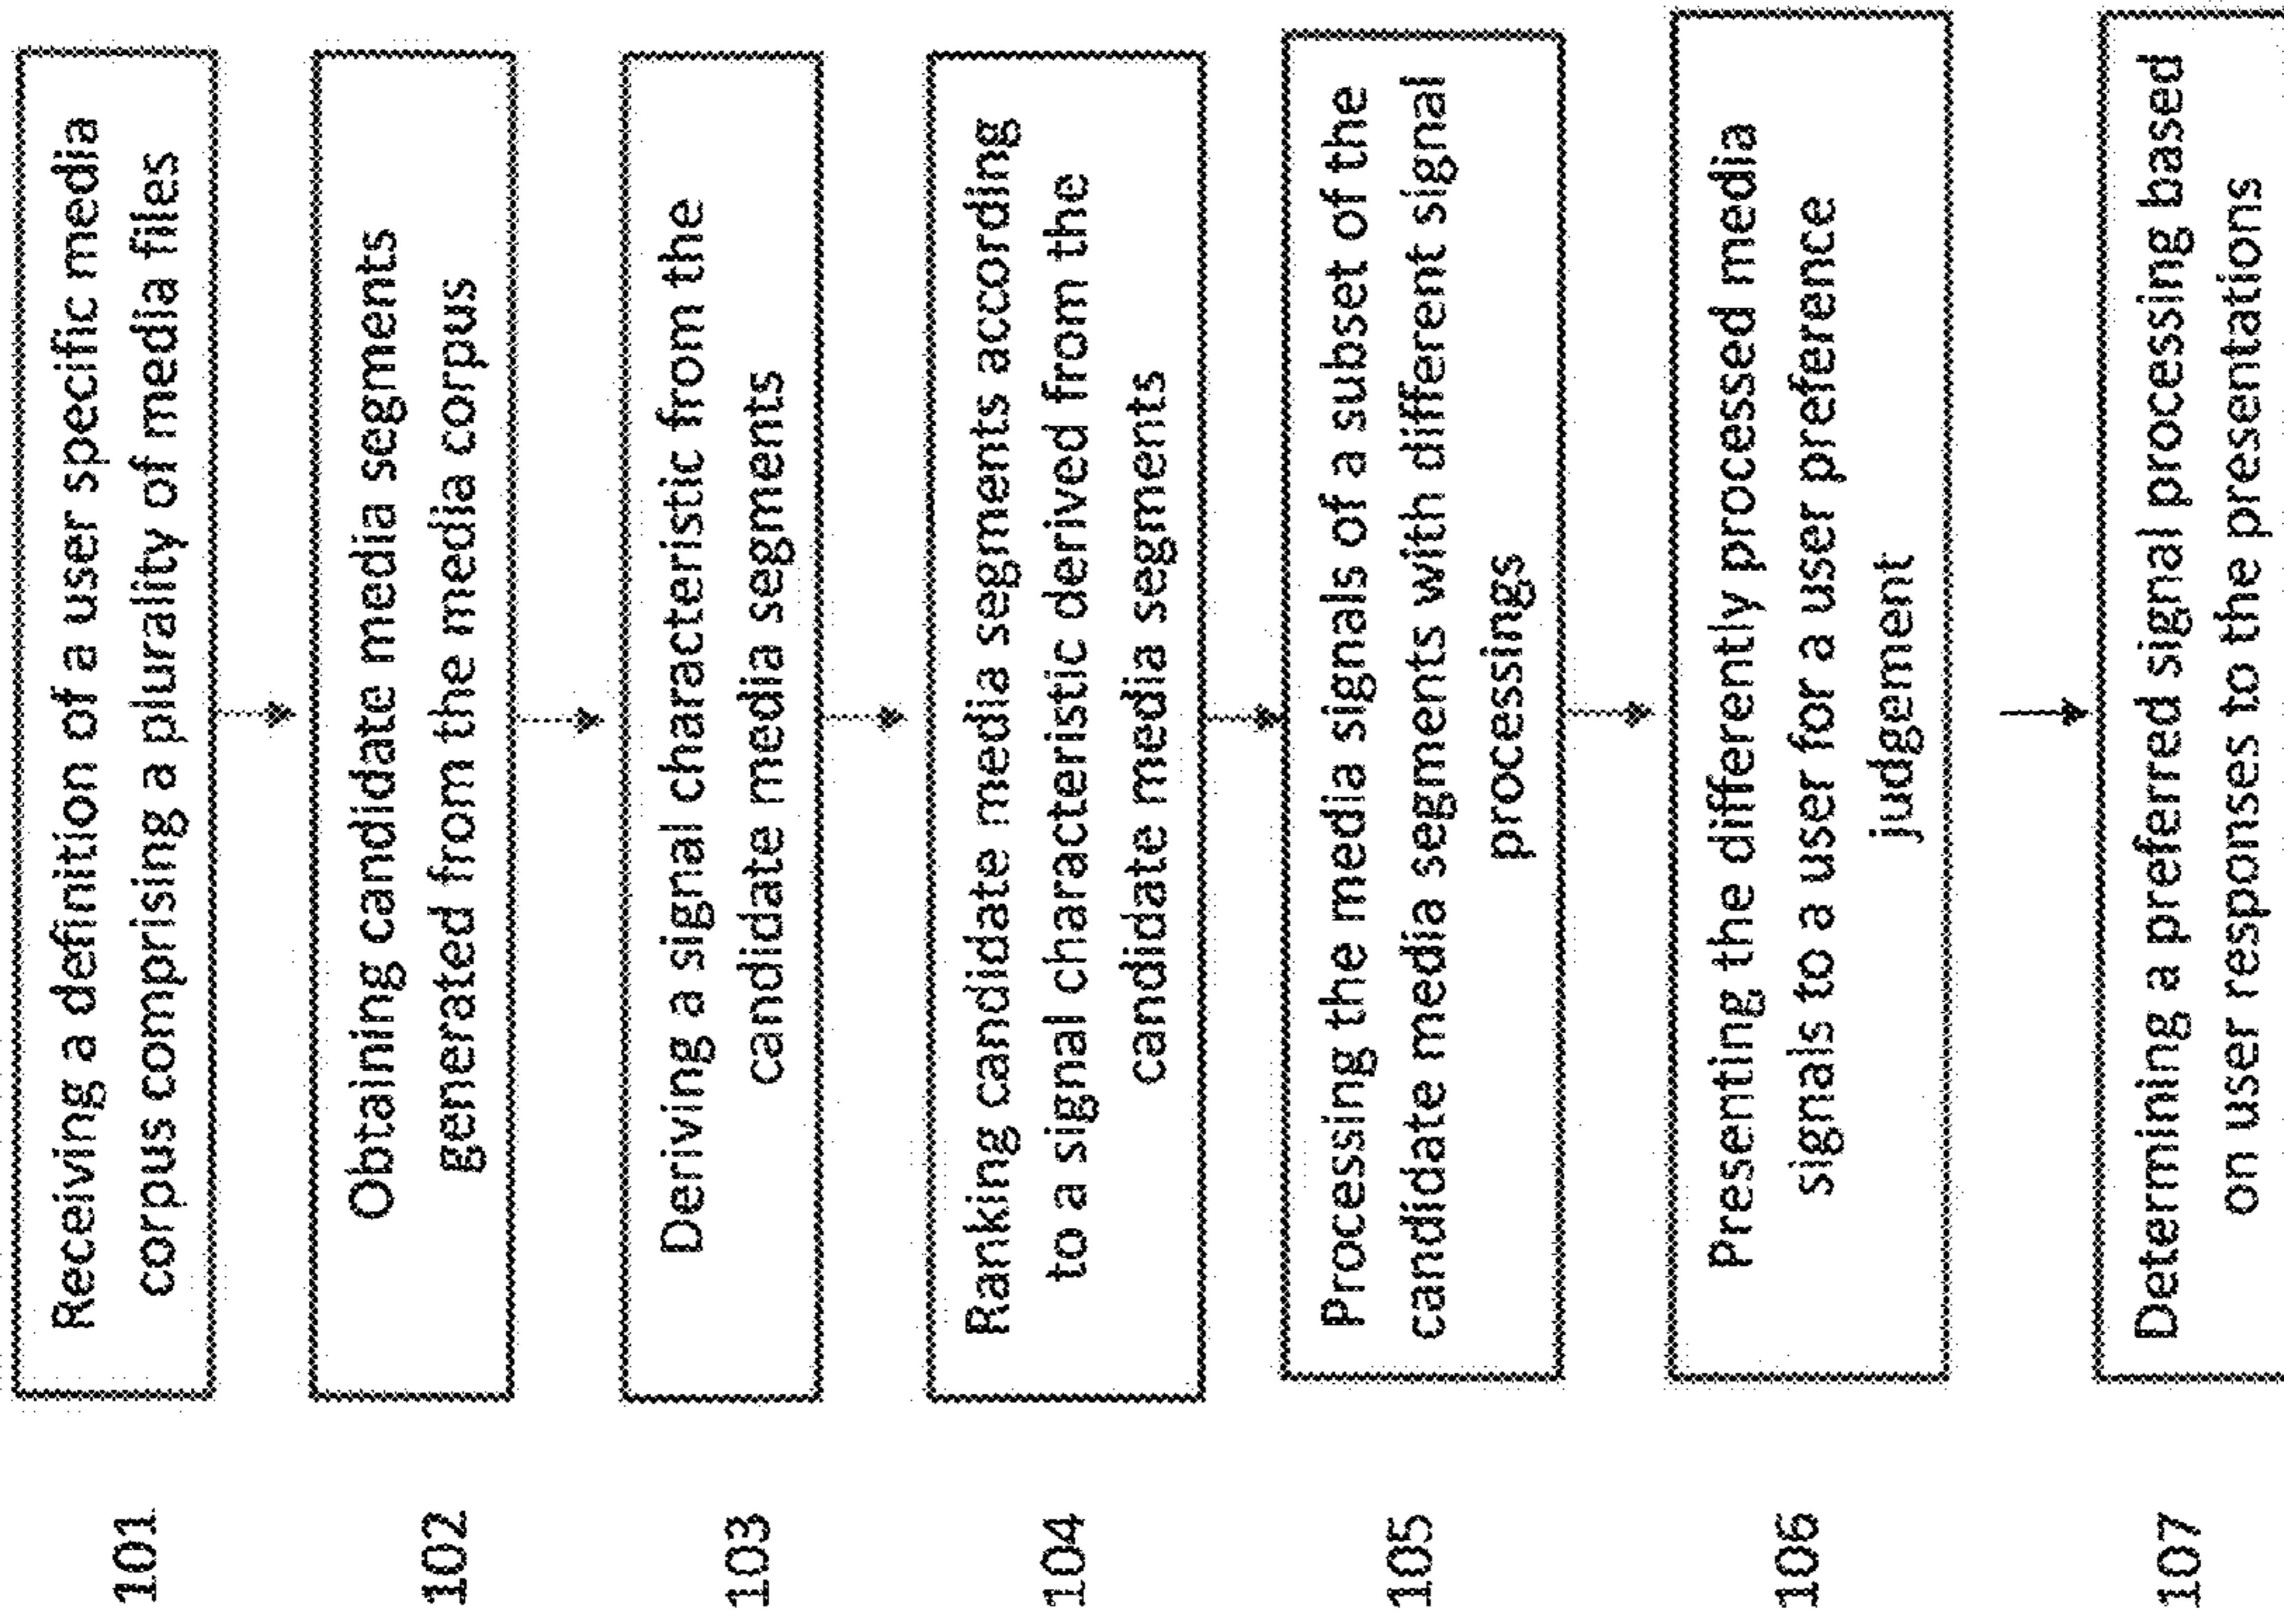 101
Receiving a definition of a user specific media
corpus comprising a plurality of media files
102
Obtaining candidate media segments
generated from the media corpus
103
Deriving a signal characteristic from the
candidate media segments
104
Ranking candidate media segments according
to a signal characteristic derived from the
candidate media segments
105
Processing the media signals of a subset of the
candidate media segments with different signal
processings
106
Presenting the differently processed media
signals to a user for a user preference
judgement
107
Determining a preferred signal processing based
on user responses to the presentations